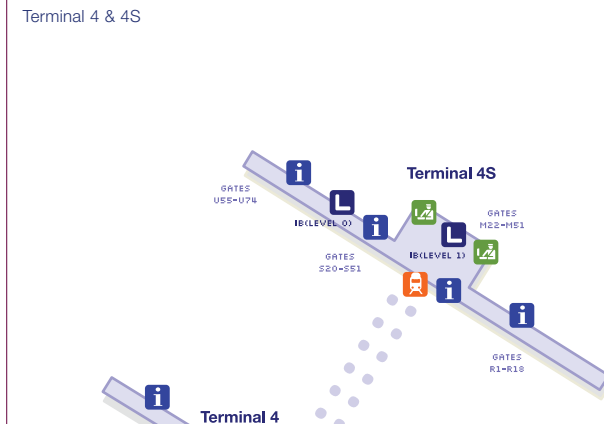 Terminal 4 & 4S
Terminal 4S
GATES
U55-U74
L
IB(LEVEL 0)
GATES
M22-M51
L
IB(LEVEL 1)
GATES
S20-S51
GATES
R1-R18
Terminal 4
i
i
i
i
i